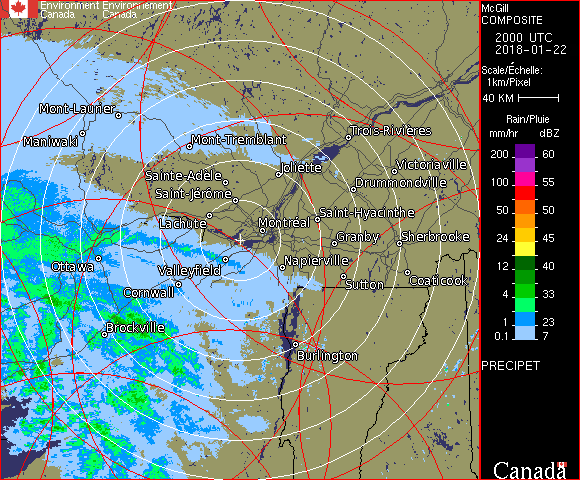 Environment Environnement
Canada Canada
McGill
COMPOSITE
2000 UTC
2018-01-22
Scale/Échelle:
1km/Pixel
40 KM
Rain/Pluie
mm/hr dBZ
200 60
100 55
50 50
24 45
12 40
4 33
1 23
0.1 7
PRECIPET
Canada
Mont-Laurier
Maniwaki
Mont-Tremblant
Trois-Rivières
Joliette
Victoriaville
Sainte-Adèle
Drummondville
Saint-Jérôme
Lachute
Saint-Hyacinthe
Montréal
Granby
Sherbrooke
Ottawa
Valleyfield
Napierville
Cornwall
Sutton
Coaticook
Brockville
Burlington